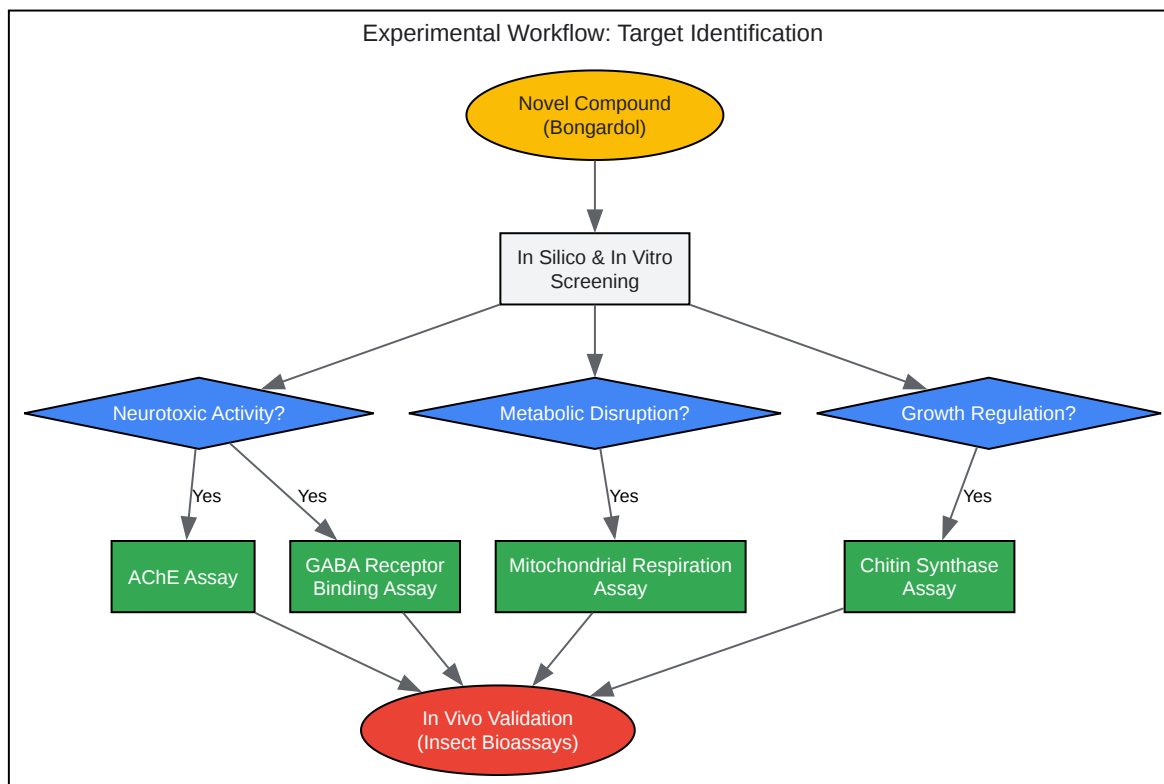 Experimental Workflow: Target Identification
Novel Compound
(Bongardol)
In Silico & In Vitro
Screening
Neurotoxic Activity?
Metabolic Disruption?
Growth Regulation?
Yes
Yes
Yes
Yes
AChE Assay
GABA Receptor
Binding Assay
Mitochondrial Respiration
Assay
Chitin Synthase
Assay
In Vivo Validation
(Insect Bioassays)